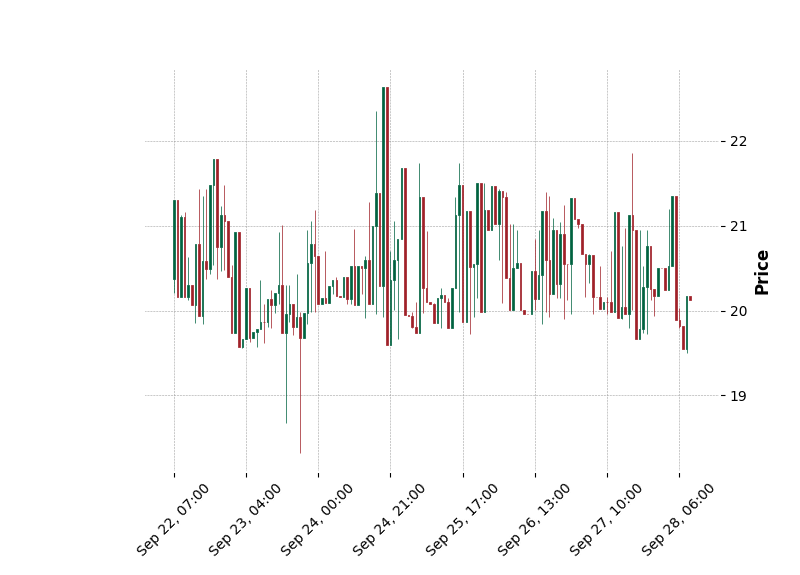 22
21
20
19
Price
Sep 22, 07:00
Sep 23, 04:00
Sep 24, 00:00
Sep 24, 21:00
Sep 25, 17:00
Sep 26, 13:00
Sep 27, 10:00
Sep 28, 06:00